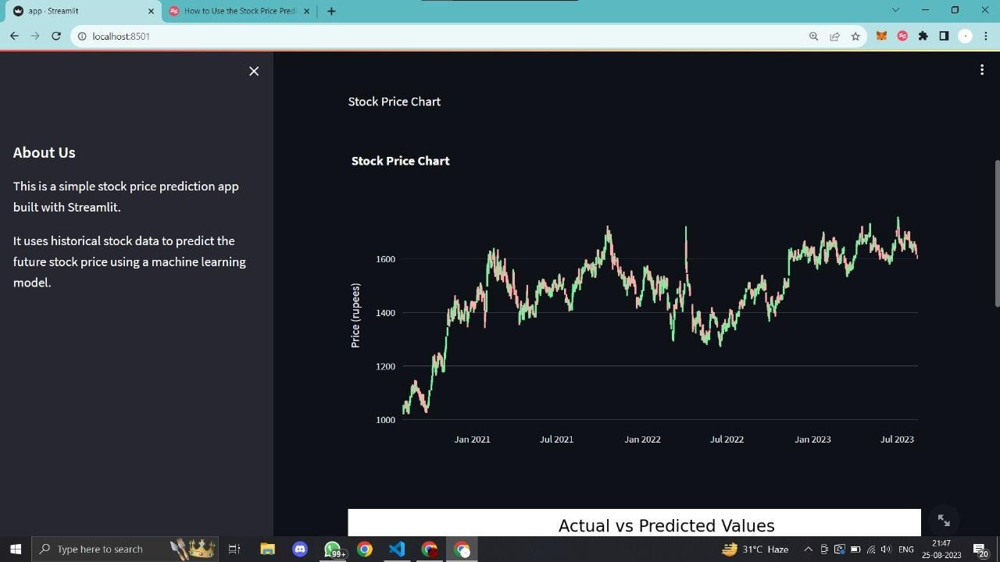 app · Streamlit
How to Use the Stock Price Pred
localhost:8501
About Us
This is a simple stock price prediction app
built with Streamlit.
It uses historical stock data to predict the
future stock price using a machine learning
model.
Stock Price Chart
Stock Price Chart
Price (rupees)
1600
1400
1200
1000
Jan 2021
Jul 2021
Jan 2022
Jul 2022
Jan 2023
Jul 2023
Actual vs Predicted Values
Type here to search
99+
31°C Haze
ENG
21:47
25-08-2023
20